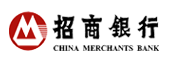 招商银行
CHINA MERCHANTS BANK